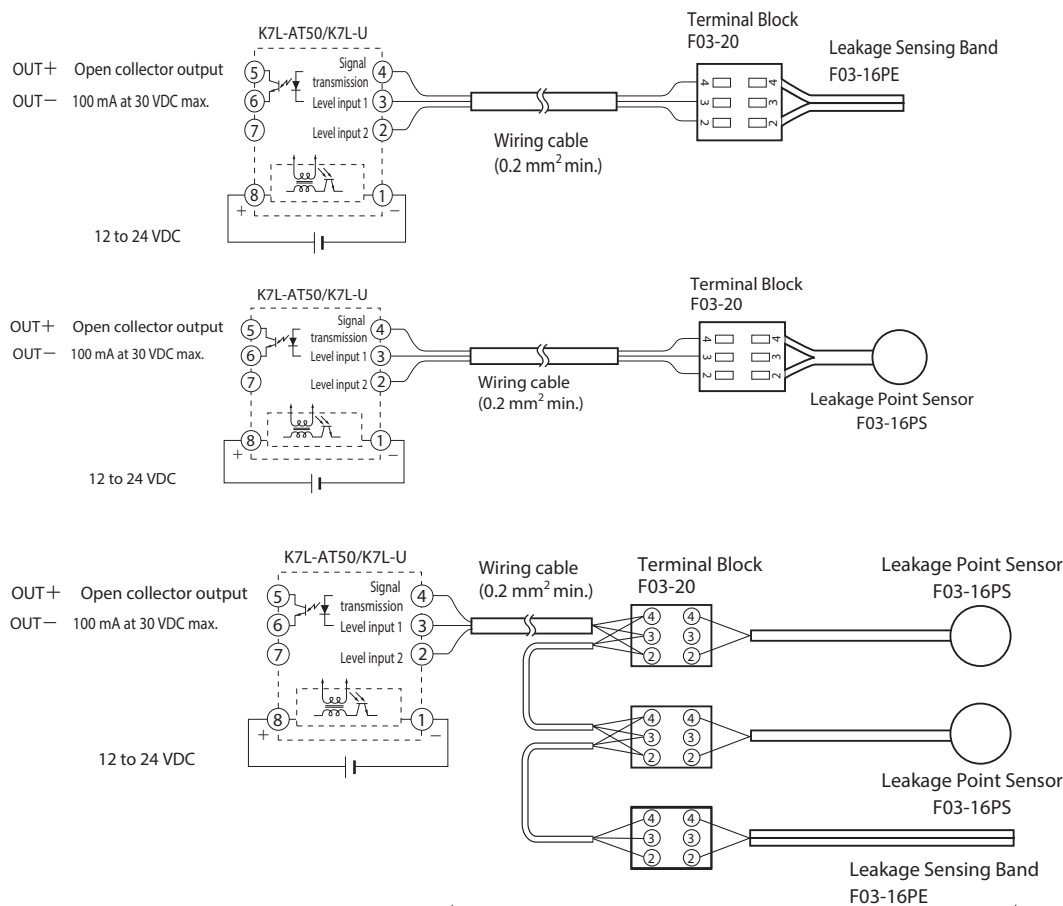 K7L-AT50/K7L-U
OUT+ Open collector output
OUT− 100 mA at 30 VDC max.
5
6
7
8
Signal
transmission
Level input 1
Level input 2
4
3
2
1
+
−
12 to 24 VDC
Wiring cable
(0.2 mm² min.)
Terminal Block
F03-20
4
3
2
4
3
2
Leakage Sensing Band
F03-16PE
K7L-AT50/K7L-U
OUT+ Open collector output
OUT− 100 mA at 30 VDC max.
5
6
7
8
Signal
transmission
Level input 1
Level input 2
4
3
2
1
+
−
12 to 24 VDC
Wiring cable
(0.2 mm² min.)
Terminal Block
F03-20
4
3
2
4
3
2
Leakage Point Sensor
F03-16PS
K7L-AT50/K7L-U
OUT+ Open collector output
OUT− 100 mA at 30 VDC max.
5
6
7
8
Signal
transmission
Level input 1
Level input 2
4
3
2
1
+
−
12 to 24 VDC
Wiring cable
(0.2 mm² min.)
Terminal Block
F03-20
4 4
3 3
2 2
Leakage Point Sensor
F03-16PS
4 4
3 3
2 2
Leakage Point Sensor
F03-16PS
4 4
3 3
2 2
Leakage Sensing Band
F03-16PE